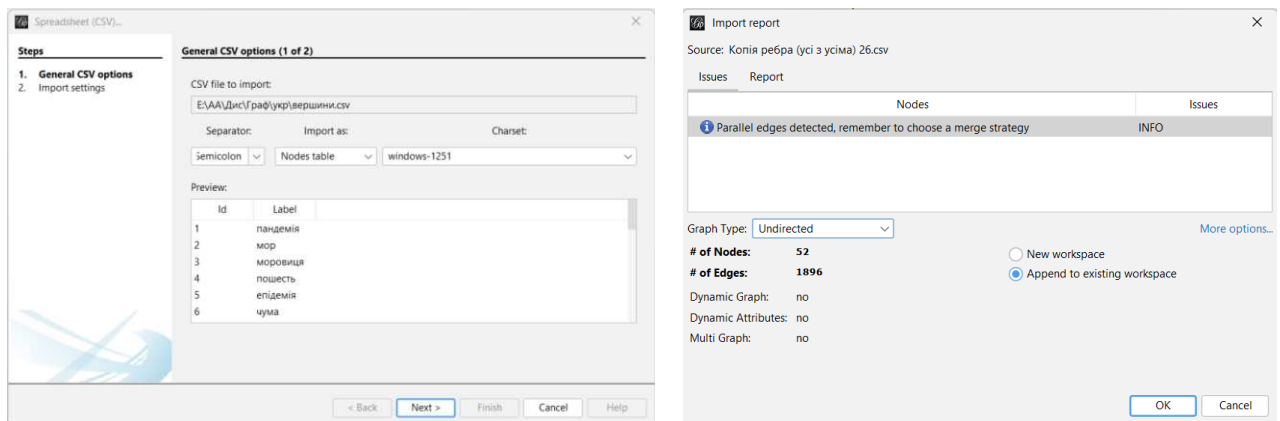 Spreadsheet (CSV)...
Steps
1. General CSV options
2. Import settings
General CSV options (1 of 2)
CSV file to import:
E:\AA\Дис\Граф\укр\вершини.csv
Separator: Import as: Charset:
Semicolon Nodes table windows-1251
Preview:
Id Label
1 пандемія
2 мор
3 моровиця
4 пошесть
5 епідемія
6 чума
< Back Next > Finish Cancel Help
Import report
Source: Копія ребра (усі з усіма) 26.csv
Issues Report
Nodes Issues
Parallel edges detected, remember to choose a merge strategy INFO
Graph Type: Undirected More options...
# of Nodes: 52 New workspace
# of Edges: 1896 Append to existing workspace
Dynamic Graph: no
Dynamic Attributes: no
Multi Graph: no
OK Cancel